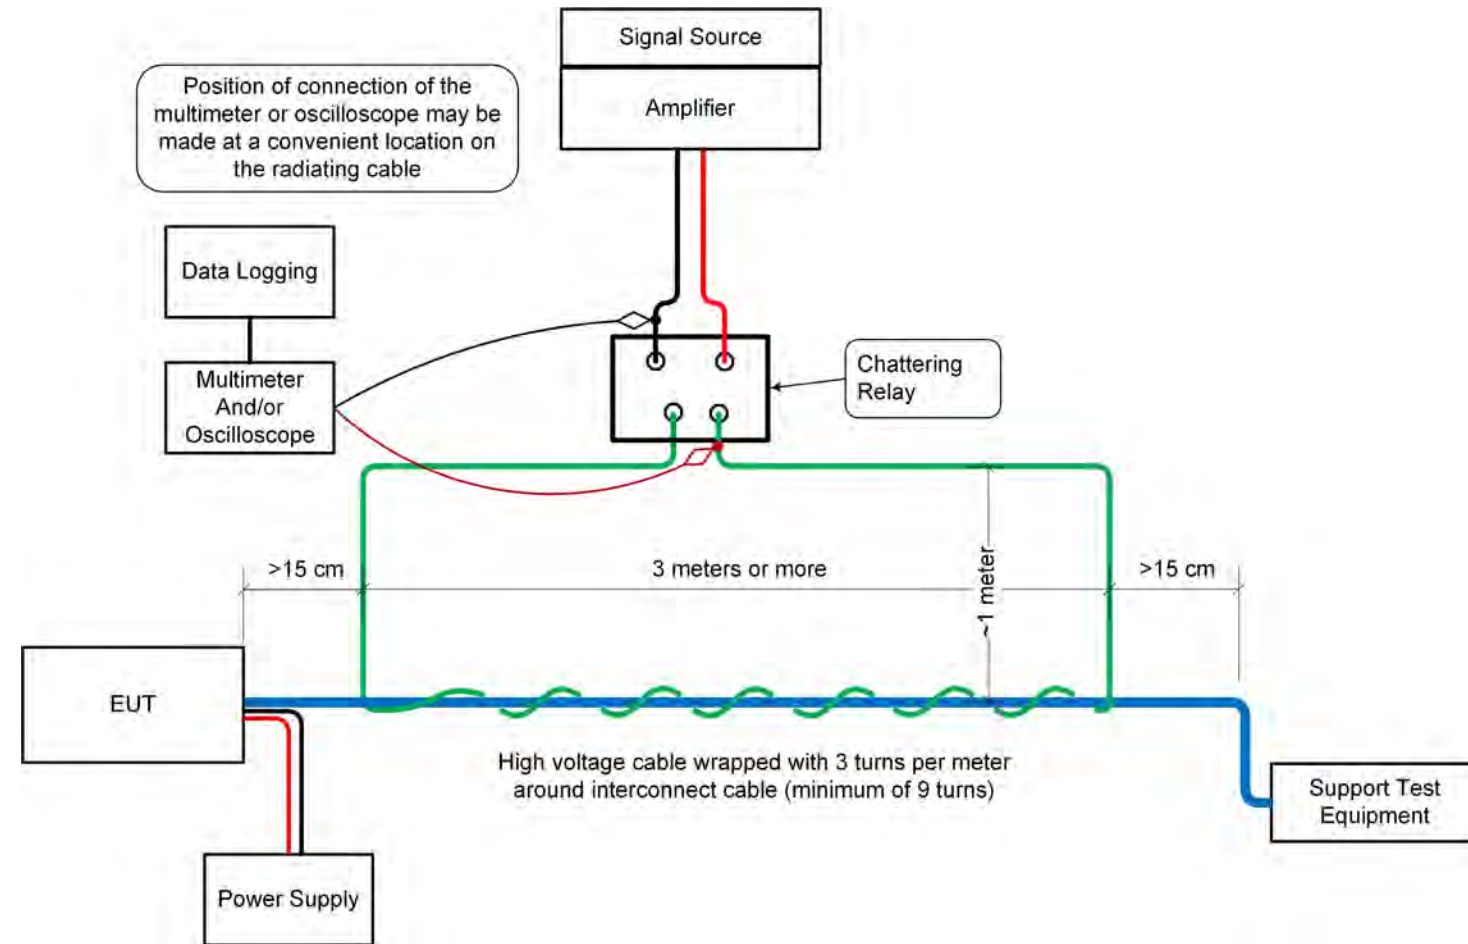 Signal Source
Amplifier
Position of connection of the
multimeter or oscilloscope may be
made at a convenient location on
the radiating cable
Data Logging
Multimeter
And/or
Oscilloscope
Chattering
Relay
>15 cm
3 meters or more
~1 meter
>15 cm
EUT
High voltage cable wrapped with 3 turns per meter
around interconnect cable (minimum of 9 turns)
Support Test
Equipment
Power Supply